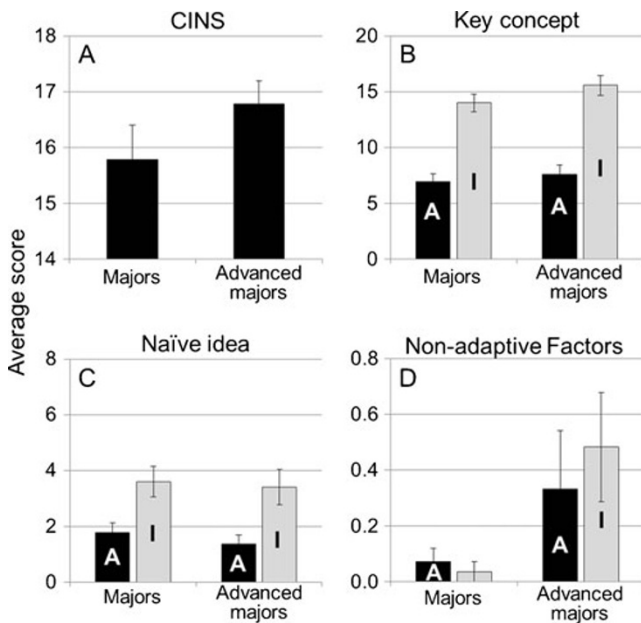 CINS
A
18
17
16
15
14
Majors
Advanced
majors
Key concept
B
20
15
10
5
0
A
I
A
I
Majors
Advanced
majors
Average score
Naïve idea
C
8
6
4
2
0
A
I
A
I
Majors
Advanced
majors
Non-adaptive Factors
D
0.8
0.6
0.4
0.2
0.0
A
A
I
Majors
Advanced
majors